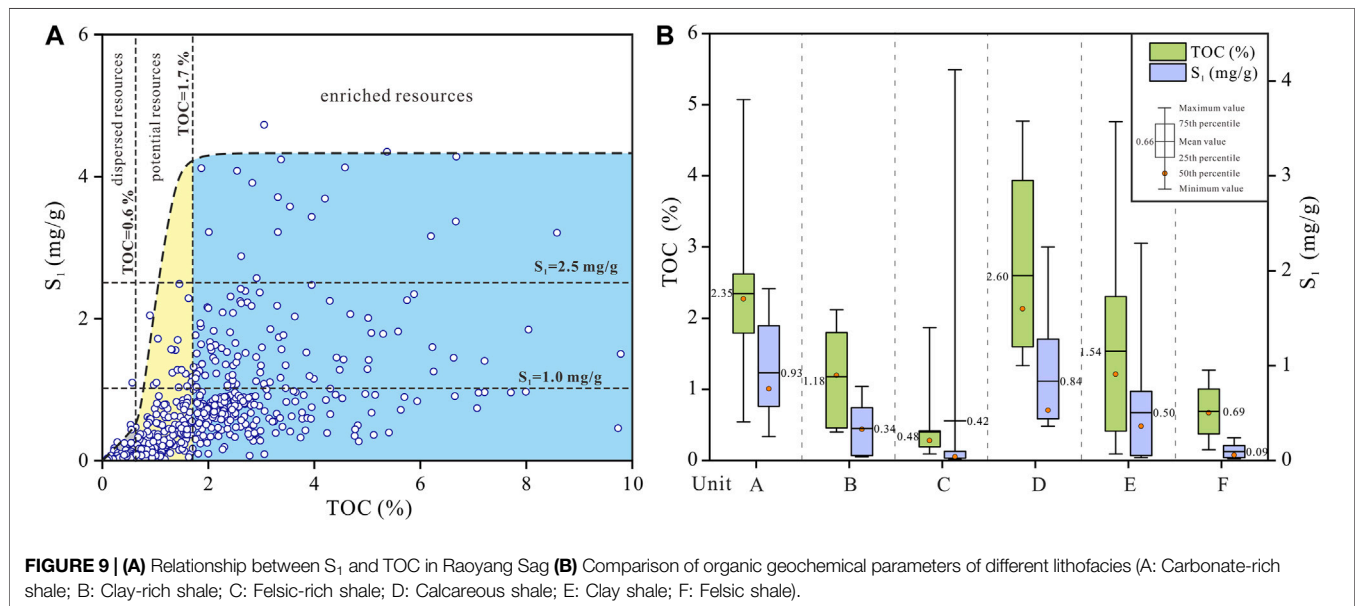 A
6
4
2
0
S₁ (mg/g)
dispersed resources
TOC=0.6 %
potential resources
TOC=1.7 %
enriched resources
S₁=2.5 mg/g
S₁=1.0 mg/g
0 2 4 6 8 10
TOC (%)
B
6
5
4
3
2
1
0
TOC (%)
TOC (%)
S₁ (mg/g)
Maximum value
75th percentile
0.66
Mean value
25th percentile
50th percentile
Minimum value
4
3
2
1
0
S₁ (mg/g)
2.35
0.93
1.18
0.34
0.48
0.42
2.60
0.84
1.54
0.50
0.69
0.09
Unit A B C D E F
FIGURE 9 | (A) Relationship between S₁ and TOC in Raoyang Sag (B) Comparison of organic geochemical parameters of different lithofacies (A: Carbonate-rich
shale; B: Clay-rich shale; C: Felsic-rich shale; D: Calcareous shale; E: Clay shale; F: Felsic shale).